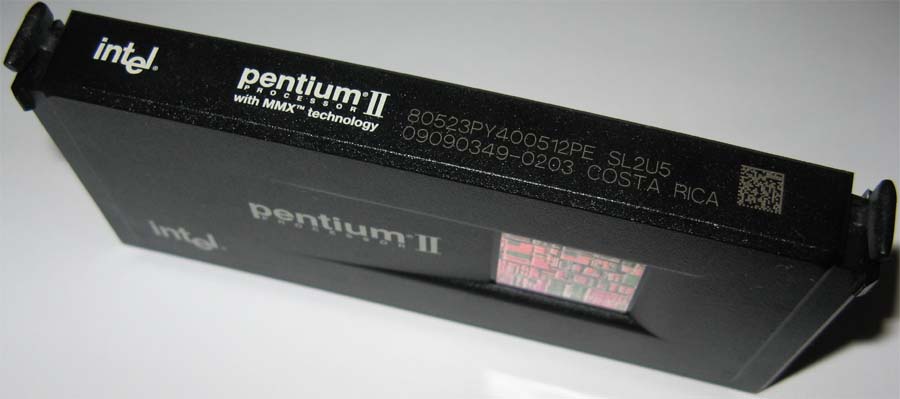 intel®
pentium® II
PROCESSOR
with MMX™ technology
80523PY400512PE SL2U5
09090349-0203 COSTA RICA
intel®
pentium® II
PROCESSOR